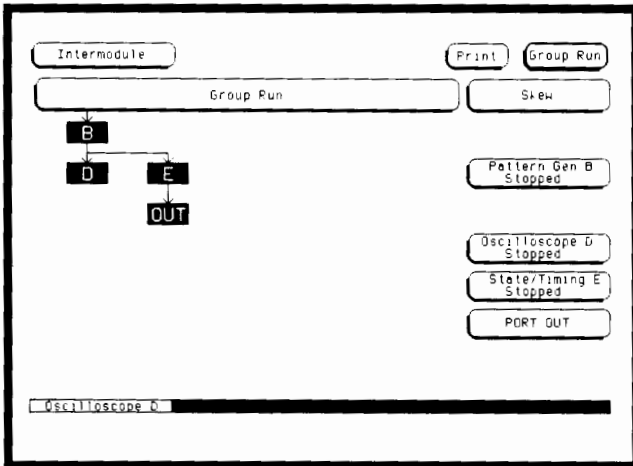 Intermodule
Print
Group Run
Group Run
Skew
B
D
E
OUT
Pattern Gen B
Stopped
Oscilloscope D
Stopped
State/Timing E
Stopped
PORT OUT
Oscilloscope D